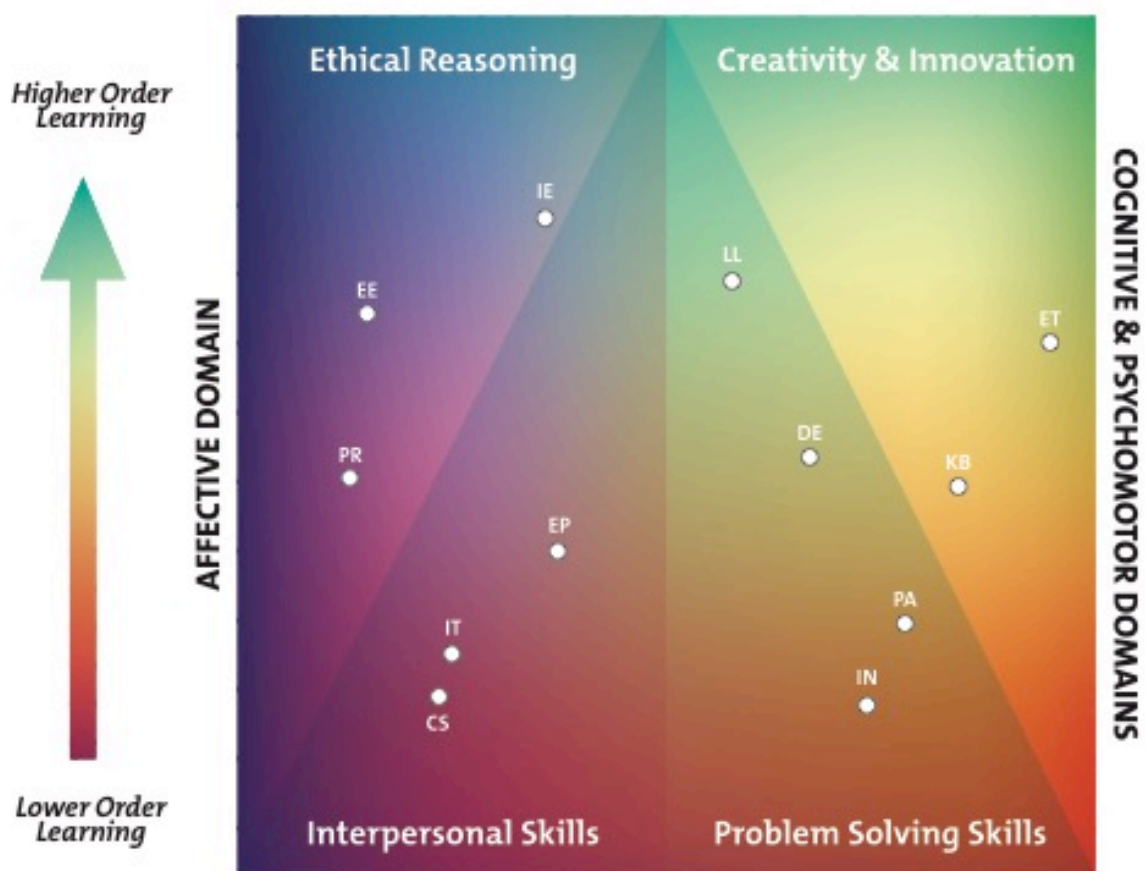 Ethical Reasoning
Creativity & Innovation
Higher Order
Learning
IE
LL
EE
ET
AFFECTIVE DOMAIN
COGNITIVE & PSYCHOMOTOR DOMAINS
DE
PR
KB
EP
PA
IT
IN
CS
Lower Order
Learning
Interpersonal Skills
Problem Solving Skills